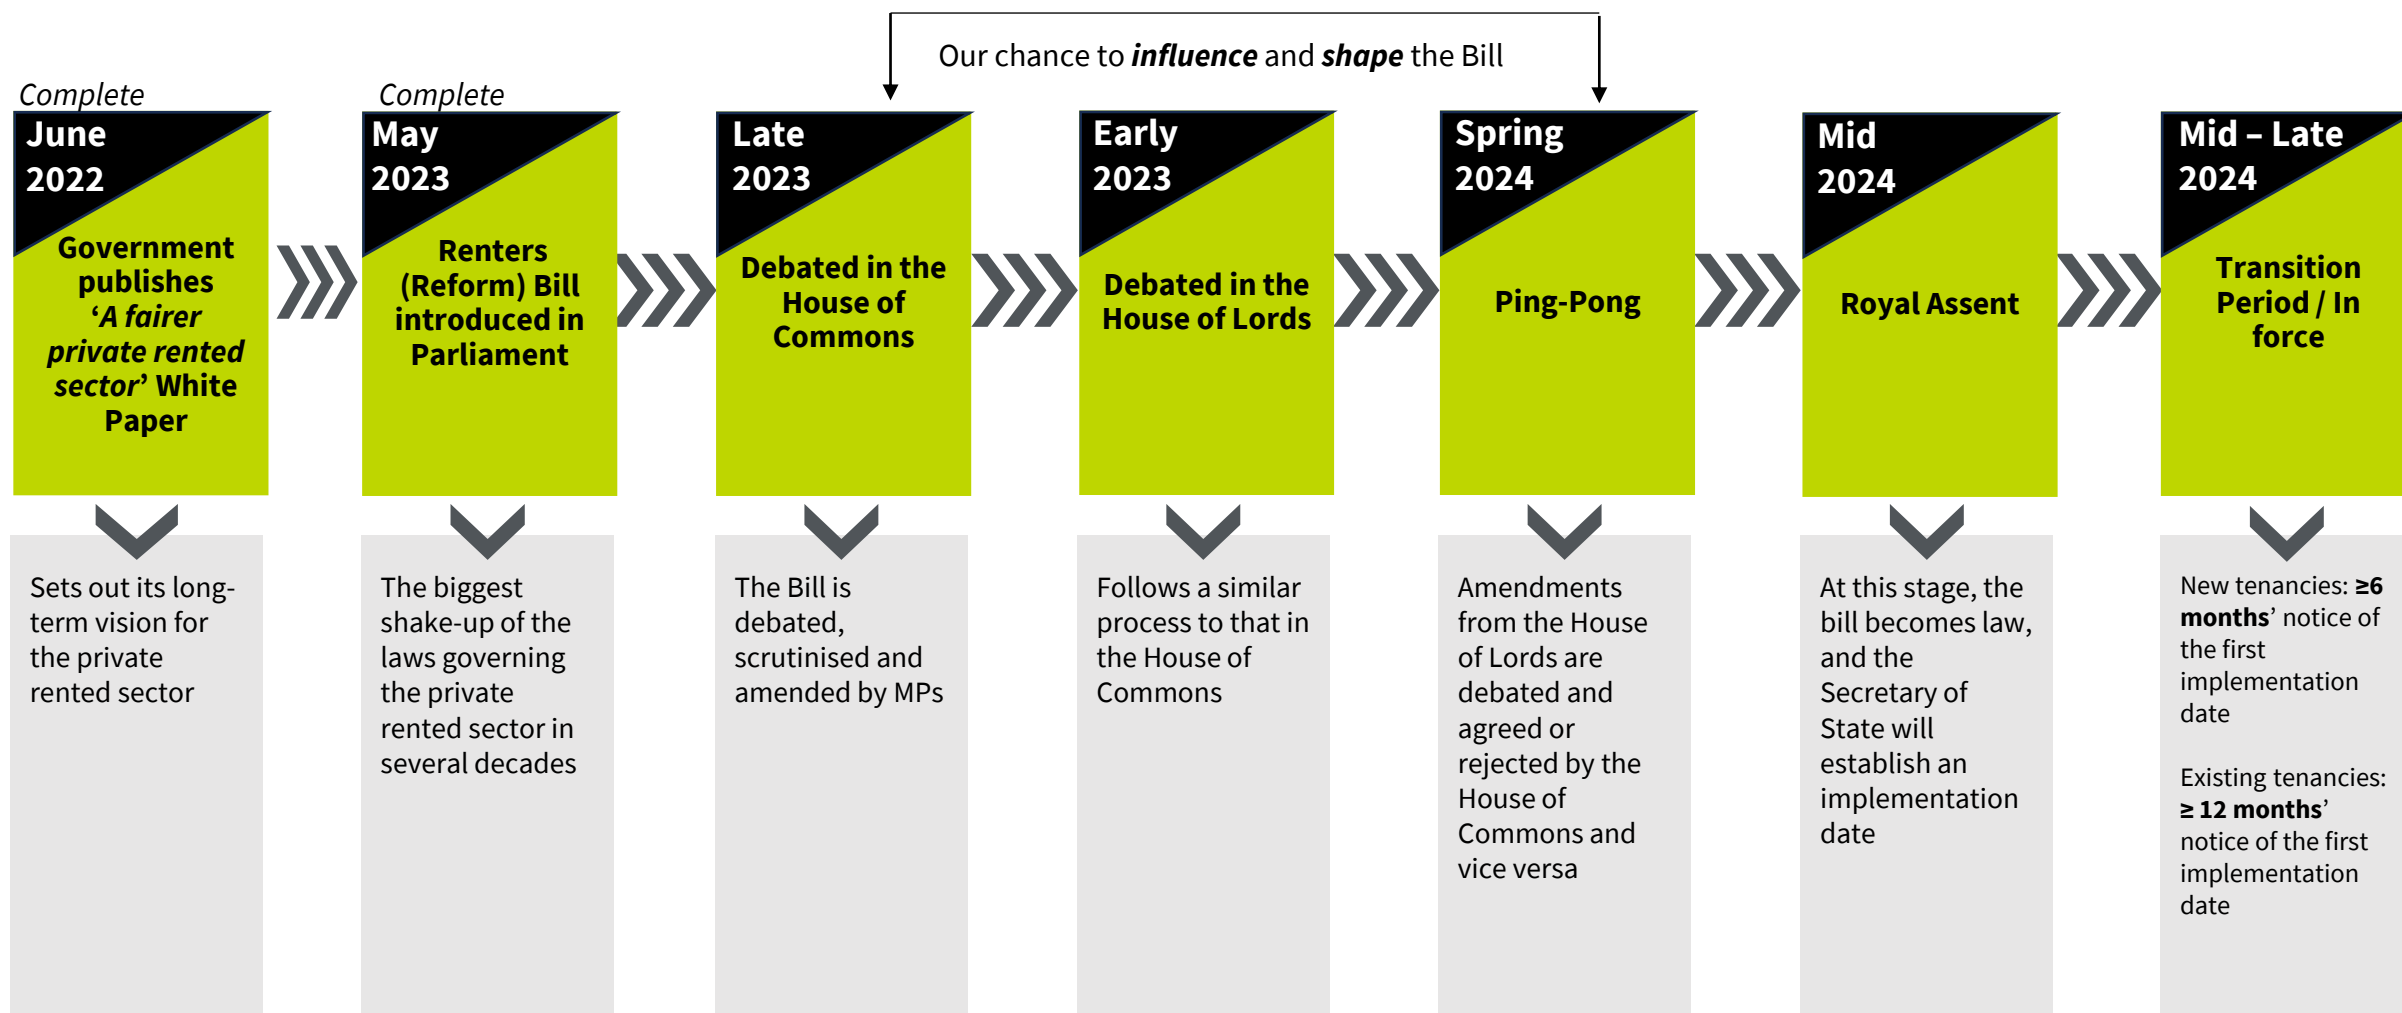 Our chance to influence and shape the Bill
Complete
June
2022
Government
publishes
‘A fairer
private rented
sector’ White
Paper
Sets out its long-
term vision for
the private
rented sector
Complete
May
2023
Renters
(Reform) Bill
introduced in
Parliament
The biggest
shake-up of the
laws governing
the private
rented sector in
several decades
Late
2023
Debated in the
House of
Commons
The Bill is
debated,
scrutinised and
amended by MPs
Early
2023
Debated in the
House of Lords
Follows a similar
process to that in
the House of
Commons
Spring
2024
Ping-Pong
Amendments
from the House
of Lords are
debated and
agreed or
rejected by the
House of
Commons and
vice versa
Mid
2024
Royal Assent
At this stage, the
bill becomes law,
and the
Secretary of
State will
establish an
implementation
date
Mid – Late
2024
Transition
Period / In
force
New tenancies: ≥6
months’ notice of
the first
implementation
date
Existing tenancies:
≥ 12 months’
notice of the first
implementation
date